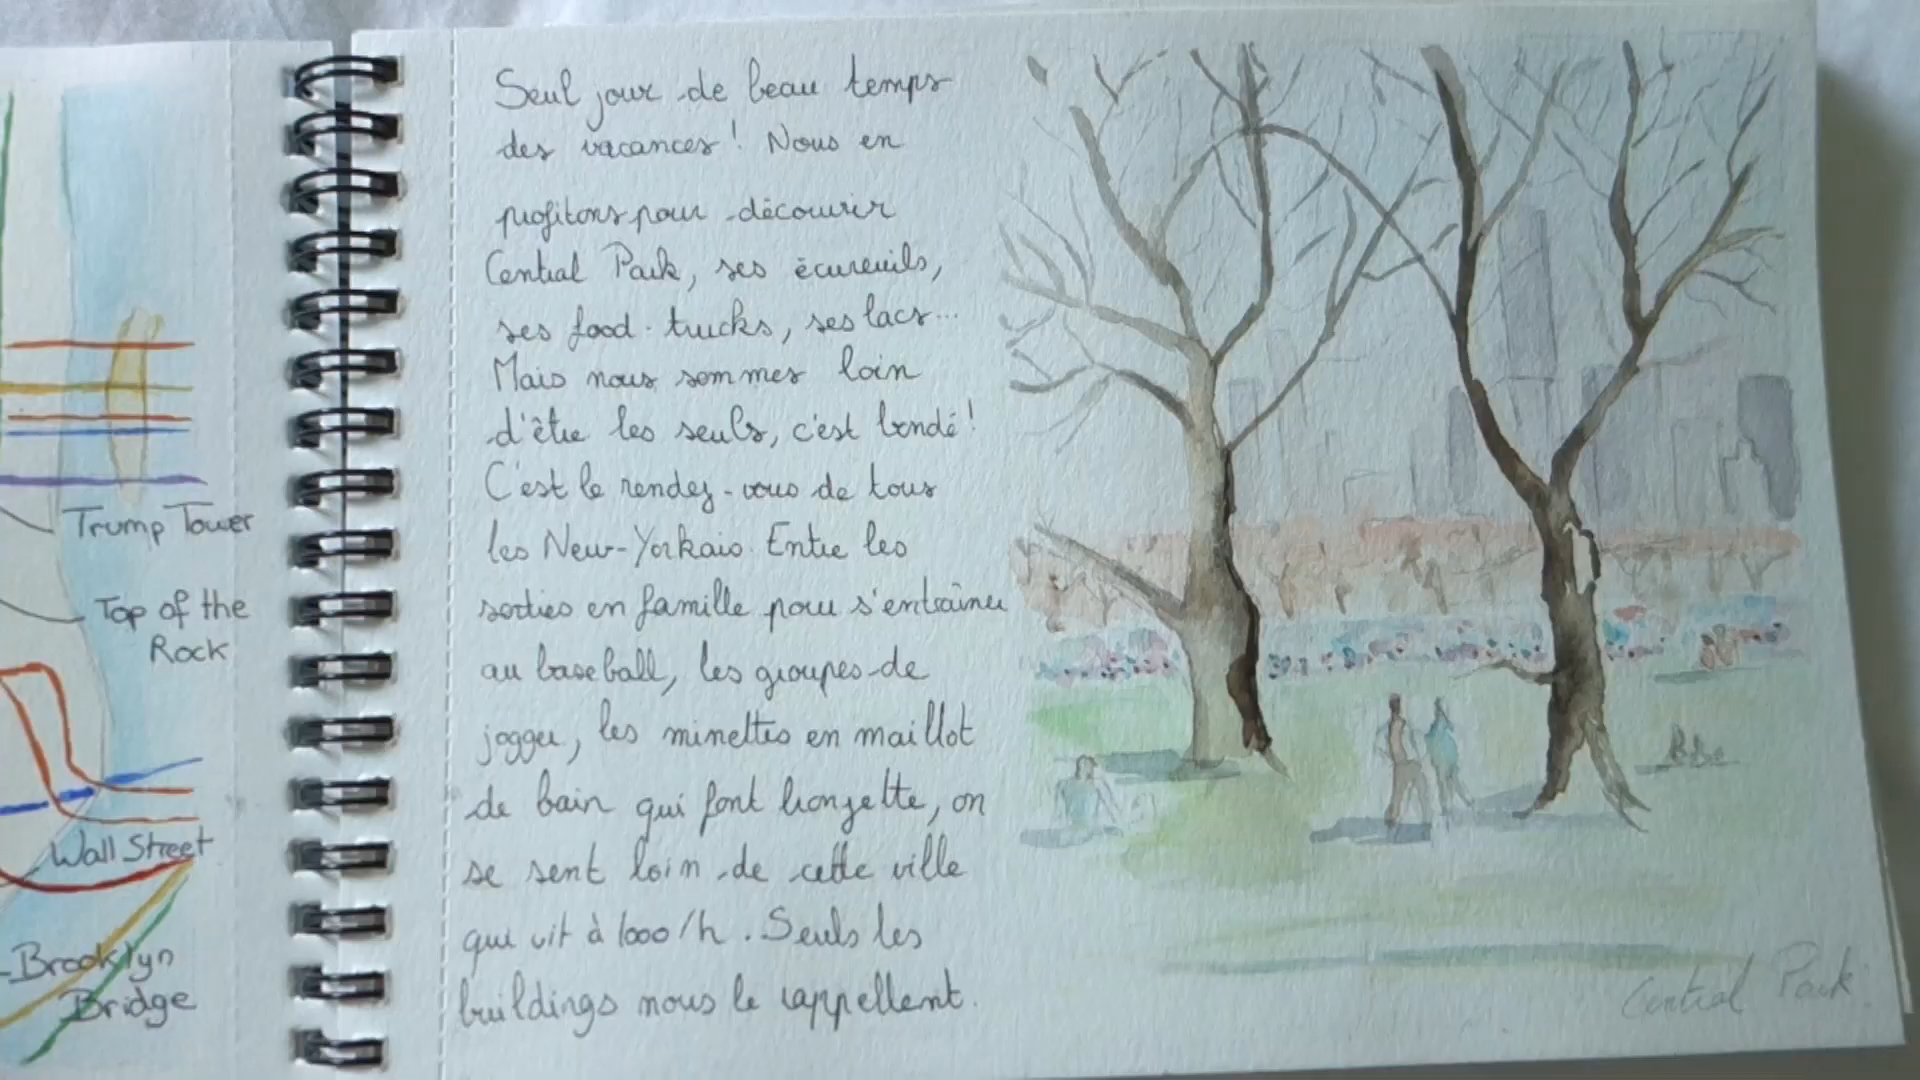 Trump Tower
Top of the
Rock
Wall Street
Brooklyn
Bridge
Seul jour de beau temps
des vacances ! Nous en
profitons pour découvrir
Central Park, ses écureuils,
ses food-trucks, ses lacs...
Mais nous sommes loin
d'être les seuls, c'est bondé !
C'est le rendez-vous de tous
les New-Yorkais. Entre les
sorties en famille pour s'entraîner
au baseball, les groupes de
jogger, les minettes en maillot
de bain qui font bronzette, on
se sent loin de cette ville
qui vit à 1000/h. Seuls les
buildings nous le rappellent.
Central Park